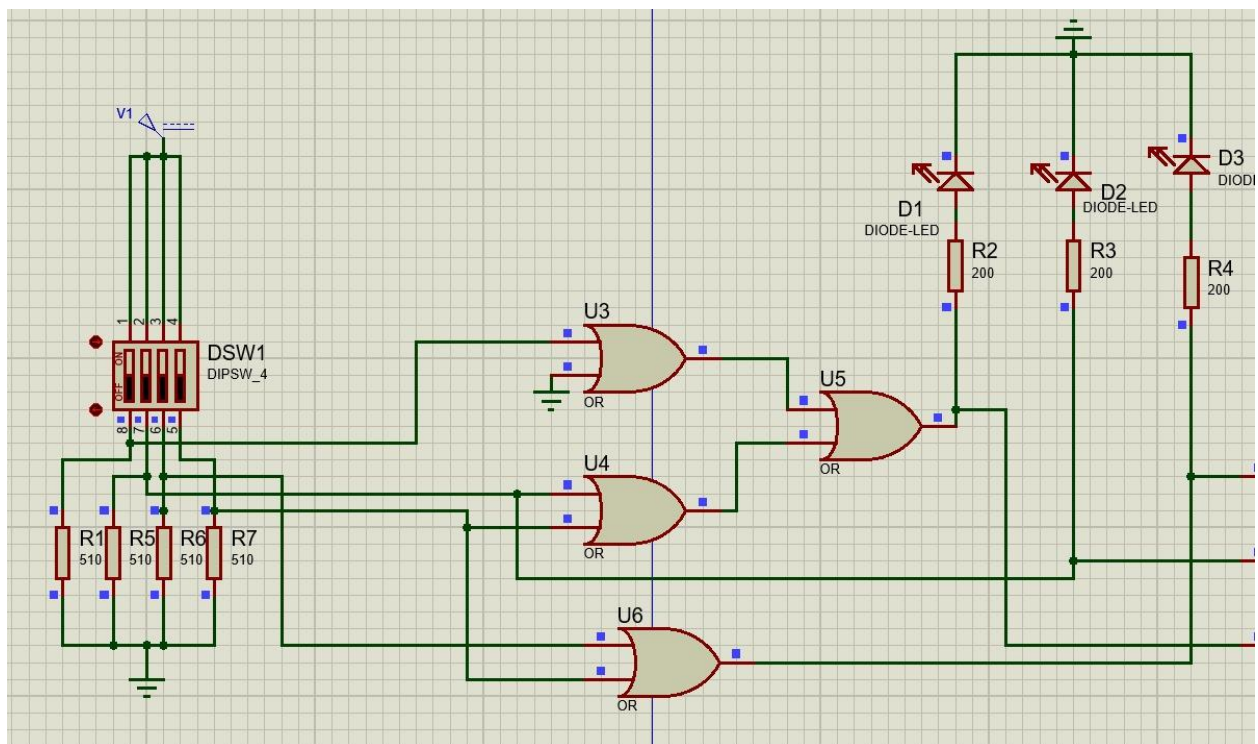 V1
1 2 3 4
ON
OFF
DSW1
DIPSW_4
8 7 6 5
R1
510
R5
510
R6
510
R7
510
U3
OR
U4
OR
U5
OR
U6
OR
D1
DIODE-LED
R2
200
D2
DIODE-LED
R3
200
D3
DIODE
R4
200